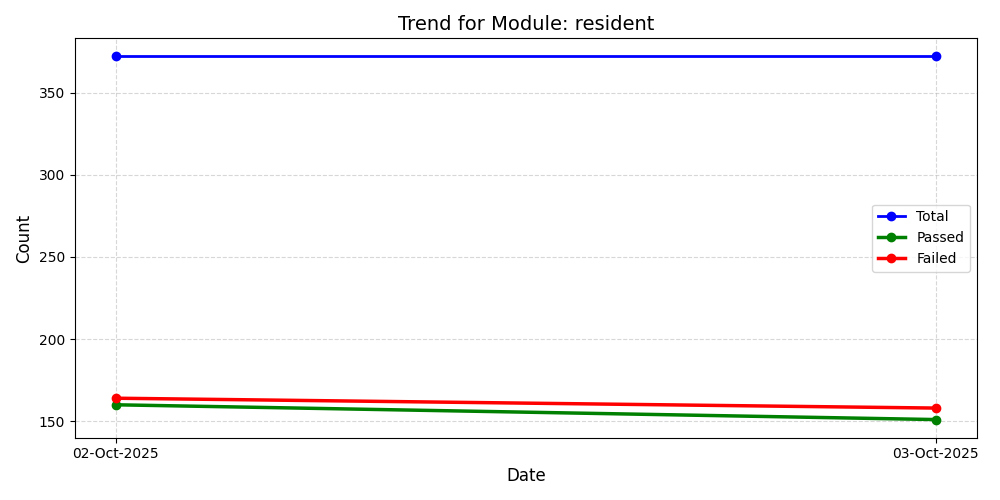 Trend for Module: resident
Count
350
300
250
200
150
Total
Passed
Failed
02-Oct-2025
03-Oct-2025
Date